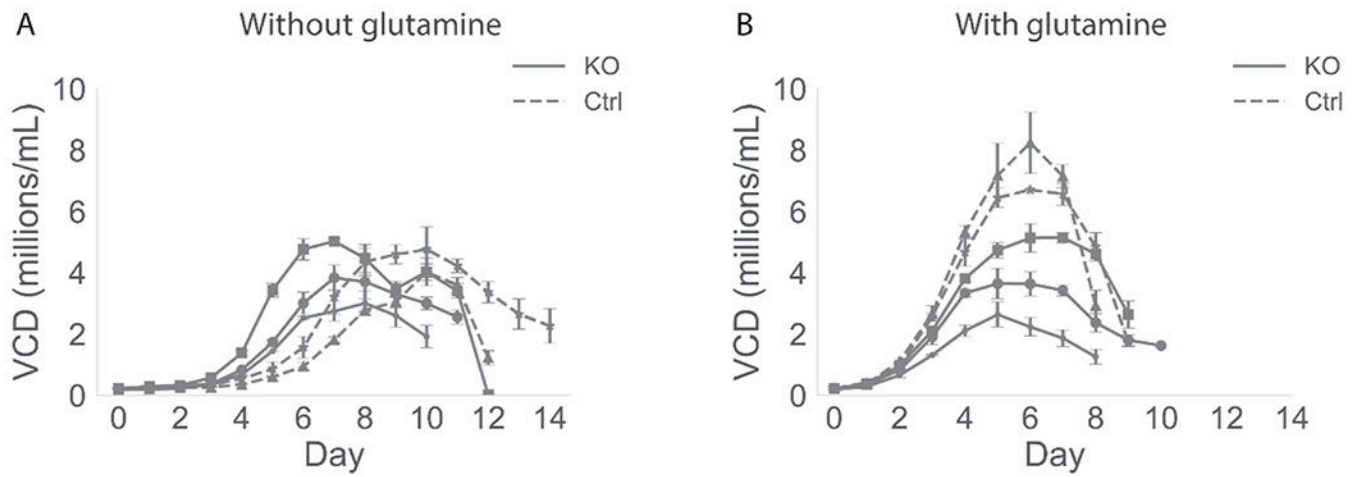 A
Without glutamine
KO
Ctrl
VCD (millions/mL)
10
8
6
4
2
0
0 2 4 6 8 10 12 14
Day
B
With glutamine
KO
Ctrl
VCD (millions/mL)
10
8
6
4
2
0
0 2 4 6 8 10 12 14
Day